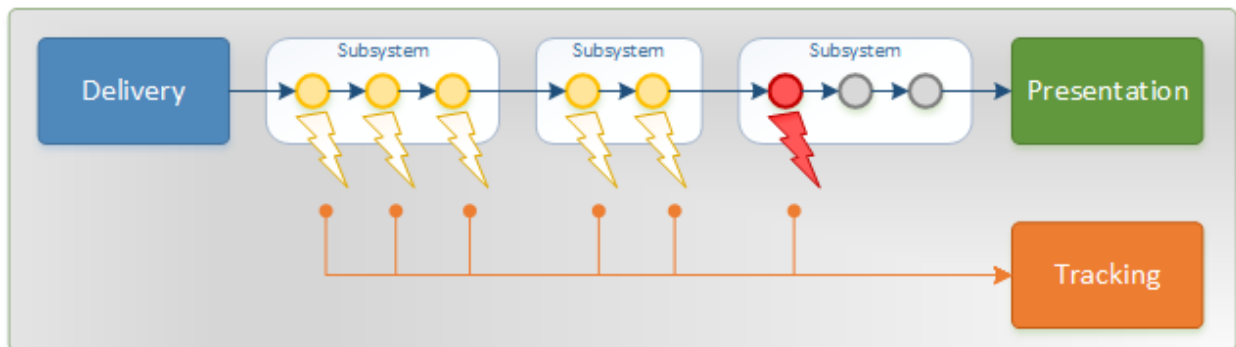 Subsystem
Subsystem
Subsystem
Delivery
Presentation
Tracking